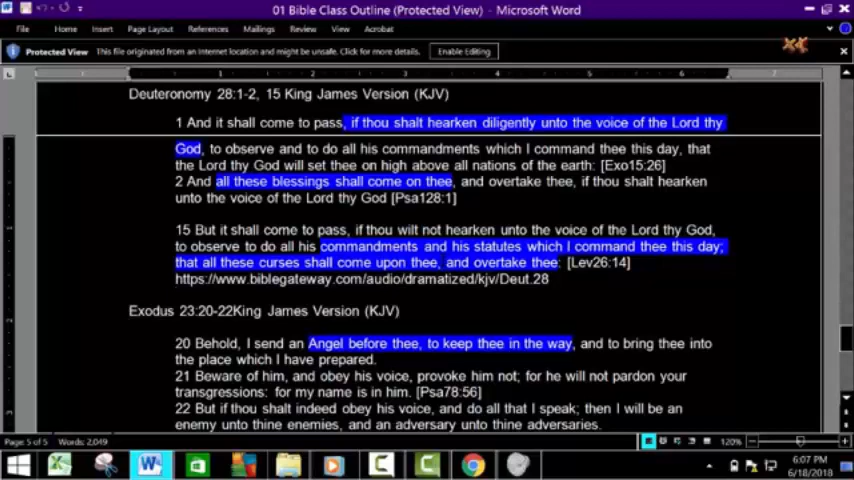 01 Bible Class Outline (Protected View) - Microsoft Word
File Home Insert Page Layout References Mailings Review View Acrobat
Protected View This file originated from an Internet location and might be unsafe. Click for more details. Enable Editing
Deuteronomy 28:1-2, 15 King James Version (KJV)
1 And it shall come to pass, if thou shalt hearken diligently unto the voice of the Lord thy
God, to observe and to do all his commandments which I command thee this day, that
the Lord thy God will set thee on high above all nations of the earth: [Exo15:26]
2 And all these blessings shall come on thee, and overtake thee, if thou shalt hearken
unto the voice of the Lord thy God [Psa128:1]
15 But it shall come to pass, if thou wilt not hearken unto the voice of the Lord thy God,
to observe to do all his commandments and his statutes which I command thee this day;
that all these curses shall come upon thee, and overtake thee: [Lev26:14]
https://www.biblegateway.com/audio/dramatized/kjv/Deut.28
Exodus 23:20-22King James Version (KJV)
20 Behold, I send an Angel before thee, to keep thee in the way, and to bring thee into
the place which I have prepared.
21 Beware of him, and obey his voice, provoke him not; for he will not pardon your
transgressions: for my name is in him. [Psa78:56]
22 But if thou shalt indeed obey his voice, and do all that I speak; then I will be an
enemy unto thine enemies, and an adversary unto thine adversaries.
Page: 5 of 5 Words: 2,049 120%
6:07 PM
6/18/2018